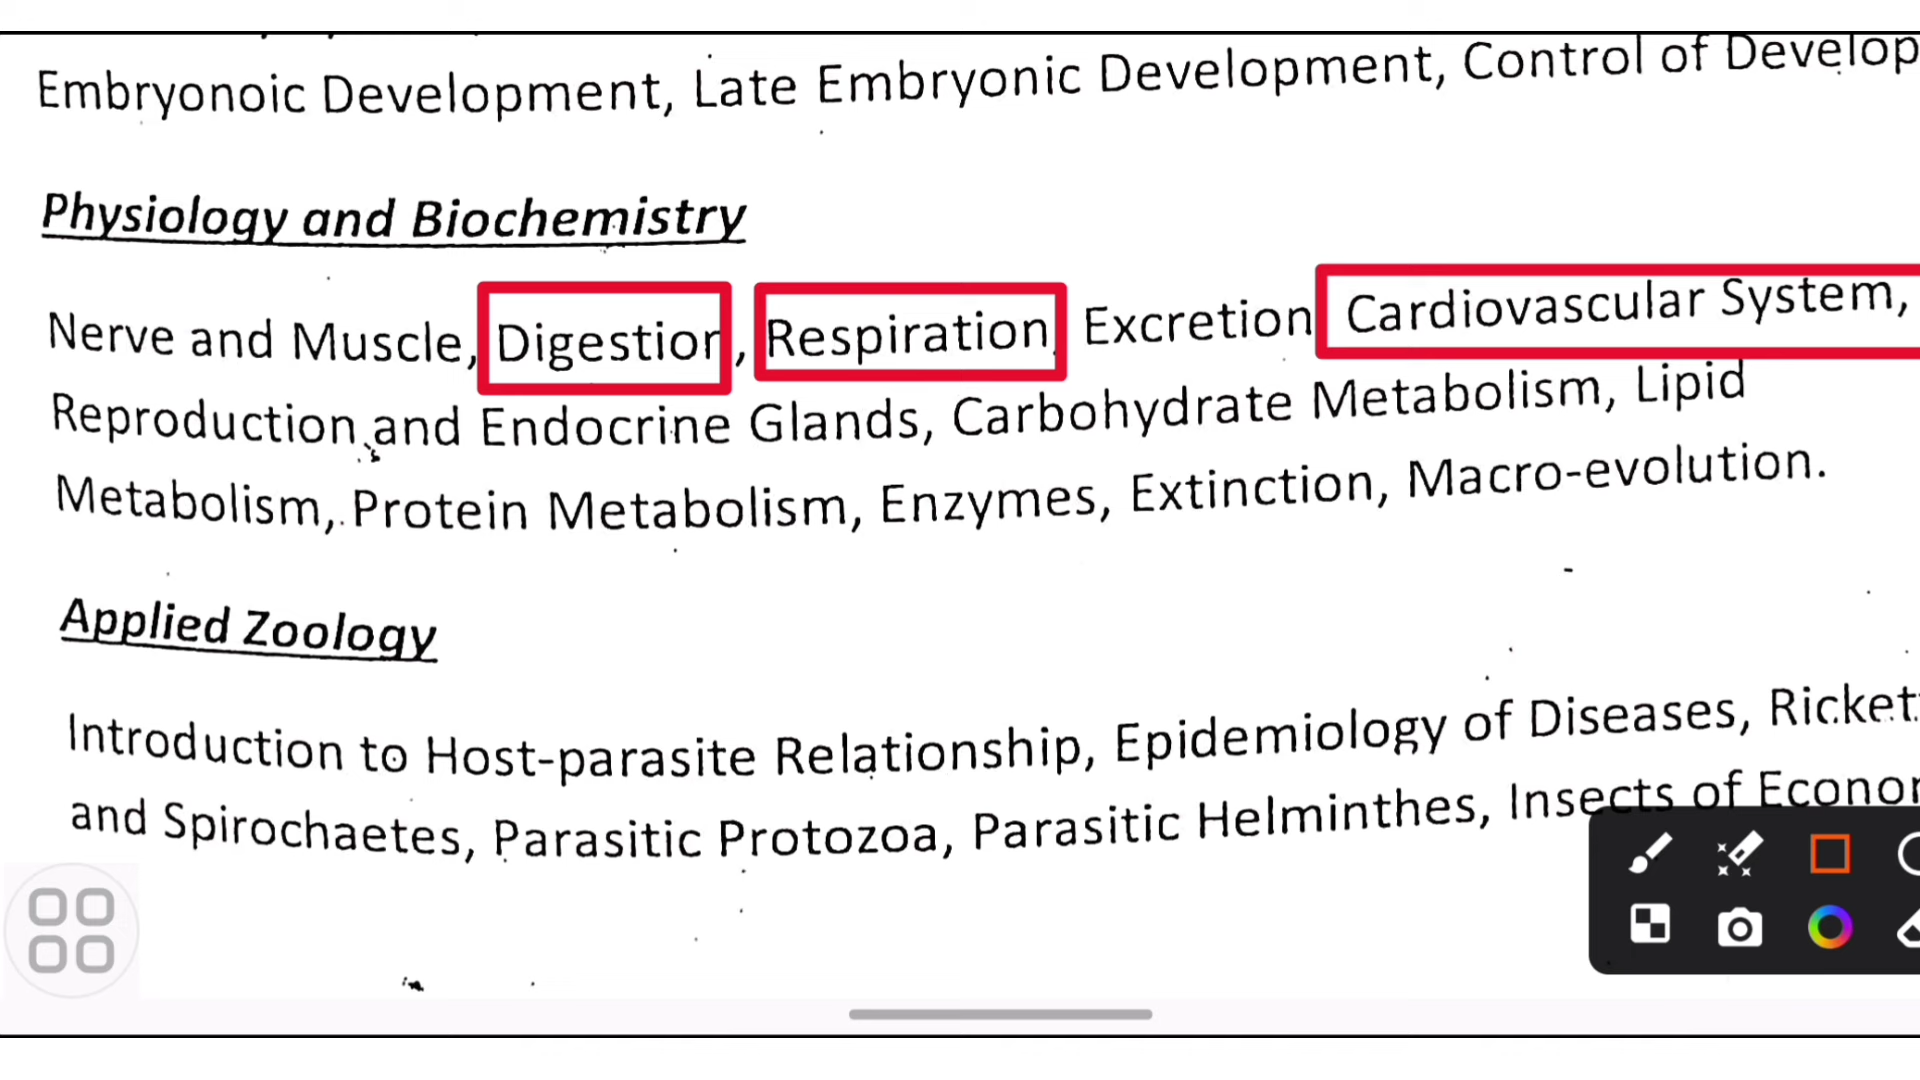 Embryonoic Development, Late Embryonic Development, Control of Develop
Physiology and Biochemistry
Nerve and Muscle, Digestion, Respiration, Excretion Cardiovascular System,
Reproduction and Endocrine Glands, Carbohydrate Metabolism, Lipid
Metabolism, Protein Metabolism, Enzymes, Extinction, Macro-evolution.
Applied Zoology
Introduction to Host-parasite Relationship, Epidemiology of Diseases, Rickett
and Spirochaetes, Parasitic Protozoa, Parasitic Helminthes, Insects of Econo